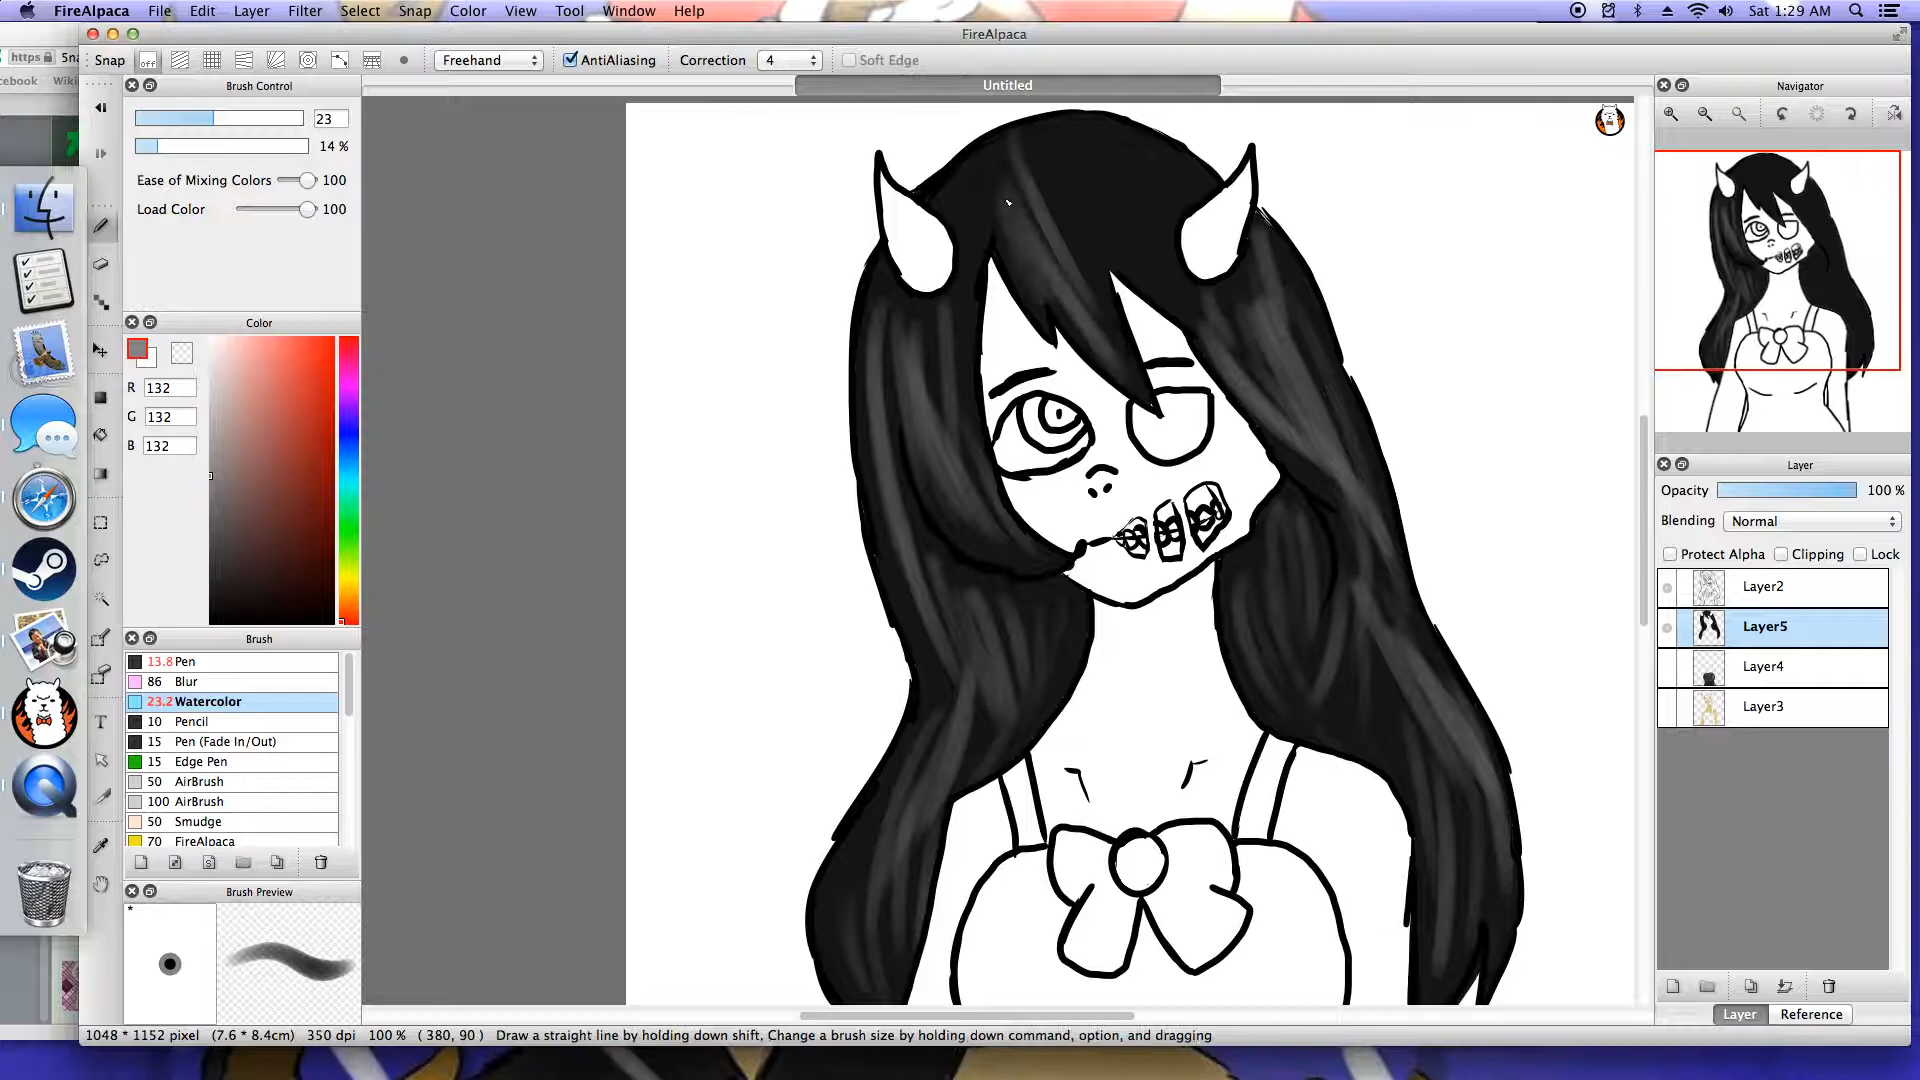 FireAlpaca File Edit Layer Filter Select Snap Color View Tool Window Help Sat 1:29 AM
FireAlpaca
https 5na
Snap off Freehand AntiAliasing Correction 4 Soft Edge
cebook Wiki
Brush Control
Untitled
Navigator
23
14 %
Ease of Mixing Colors 100
Load Color 100
Color
R 132
G 132
B 132
Brush
13.8 Pen
86 Blur
23.2 Watercolor
10 Pencil
15 Pen (Fade In/Out)
15 Edge Pen
50 AirBrush
100 AirBrush
50 Smudge
70 FireAlpaca
T
Brush Preview
*
Layer
Opacity 100 %
Blending Normal
Protect Alpha Clipping Lock
Layer2
Layer5
Layer4
Layer3
Layer Reference
1048 * 1152 pixel (7.6 * 8.4cm) 350 dpi 100 % ( 380, 90 ) Draw a straight line by holding down shift, Change a brush size by holding down command, option, and dragging